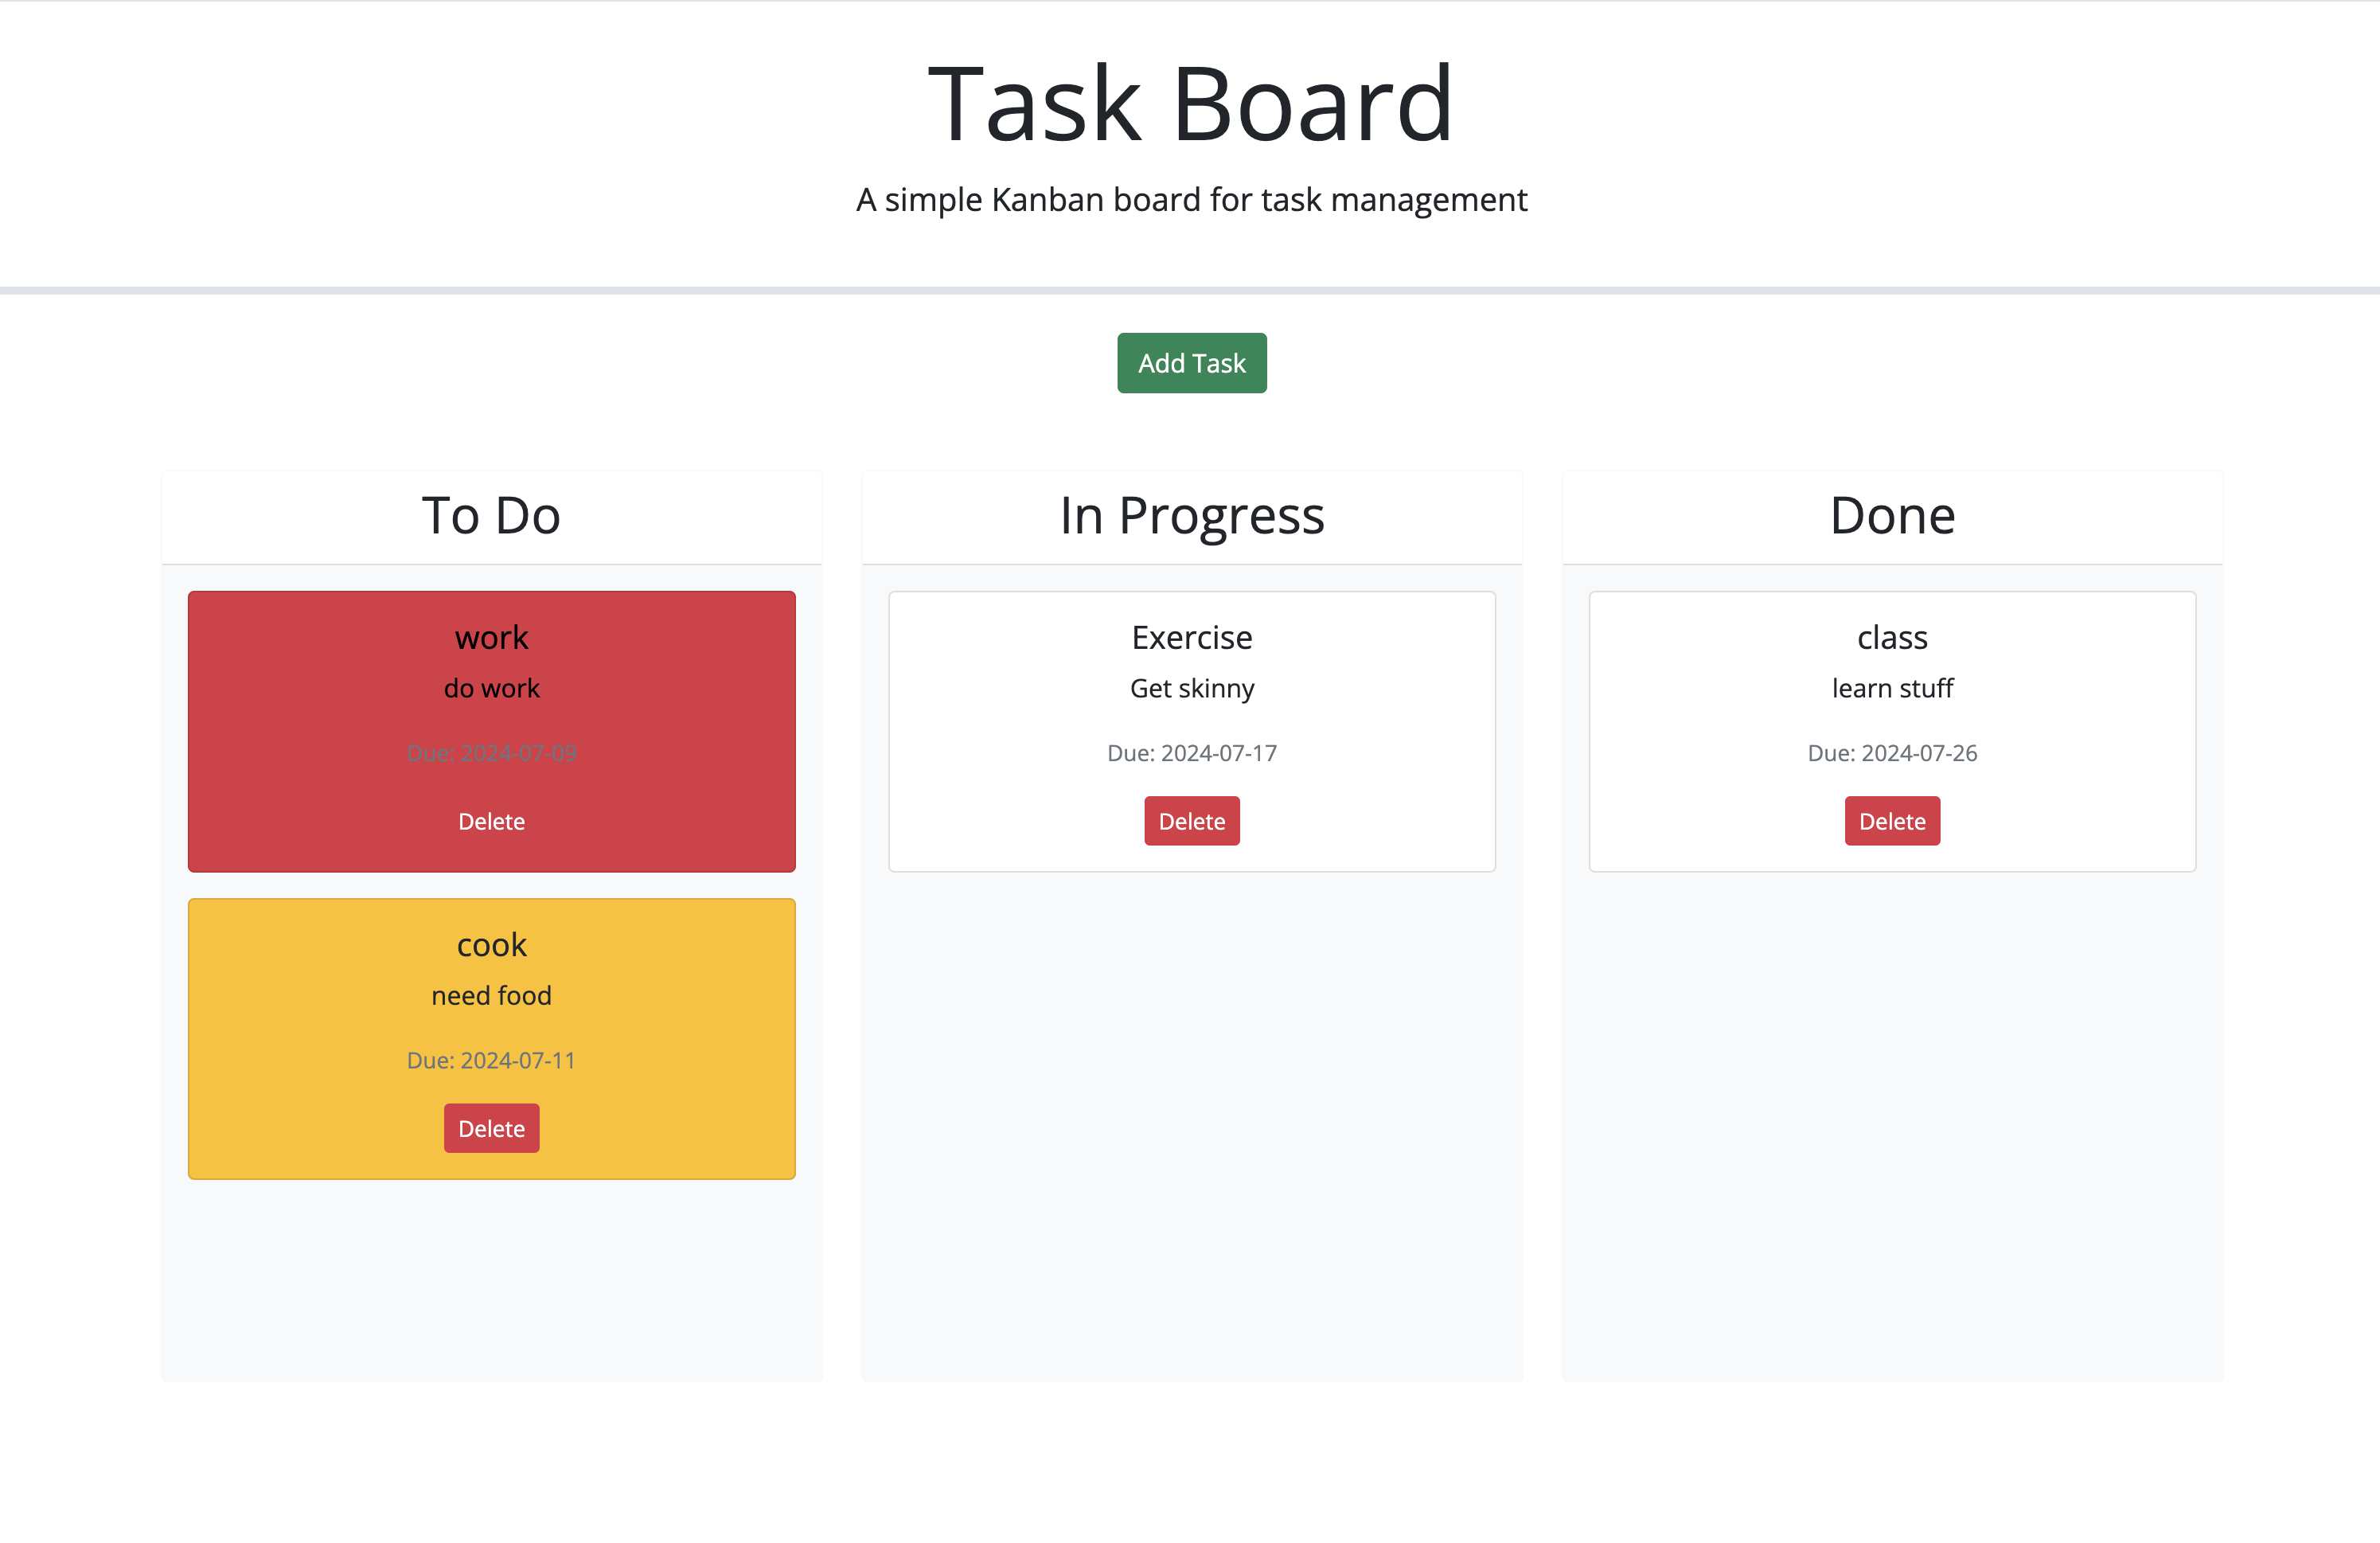 Task Board
A simple Kanban board for task management
Add Task
To Do
work
do work
Due: 2024-07-09
Delete
cook
need food
Due: 2024-07-11
Delete
In Progress
Exercise
Get skinny
Due: 2024-07-17
Delete
Done
class
learn stuff
Due: 2024-07-26
Delete